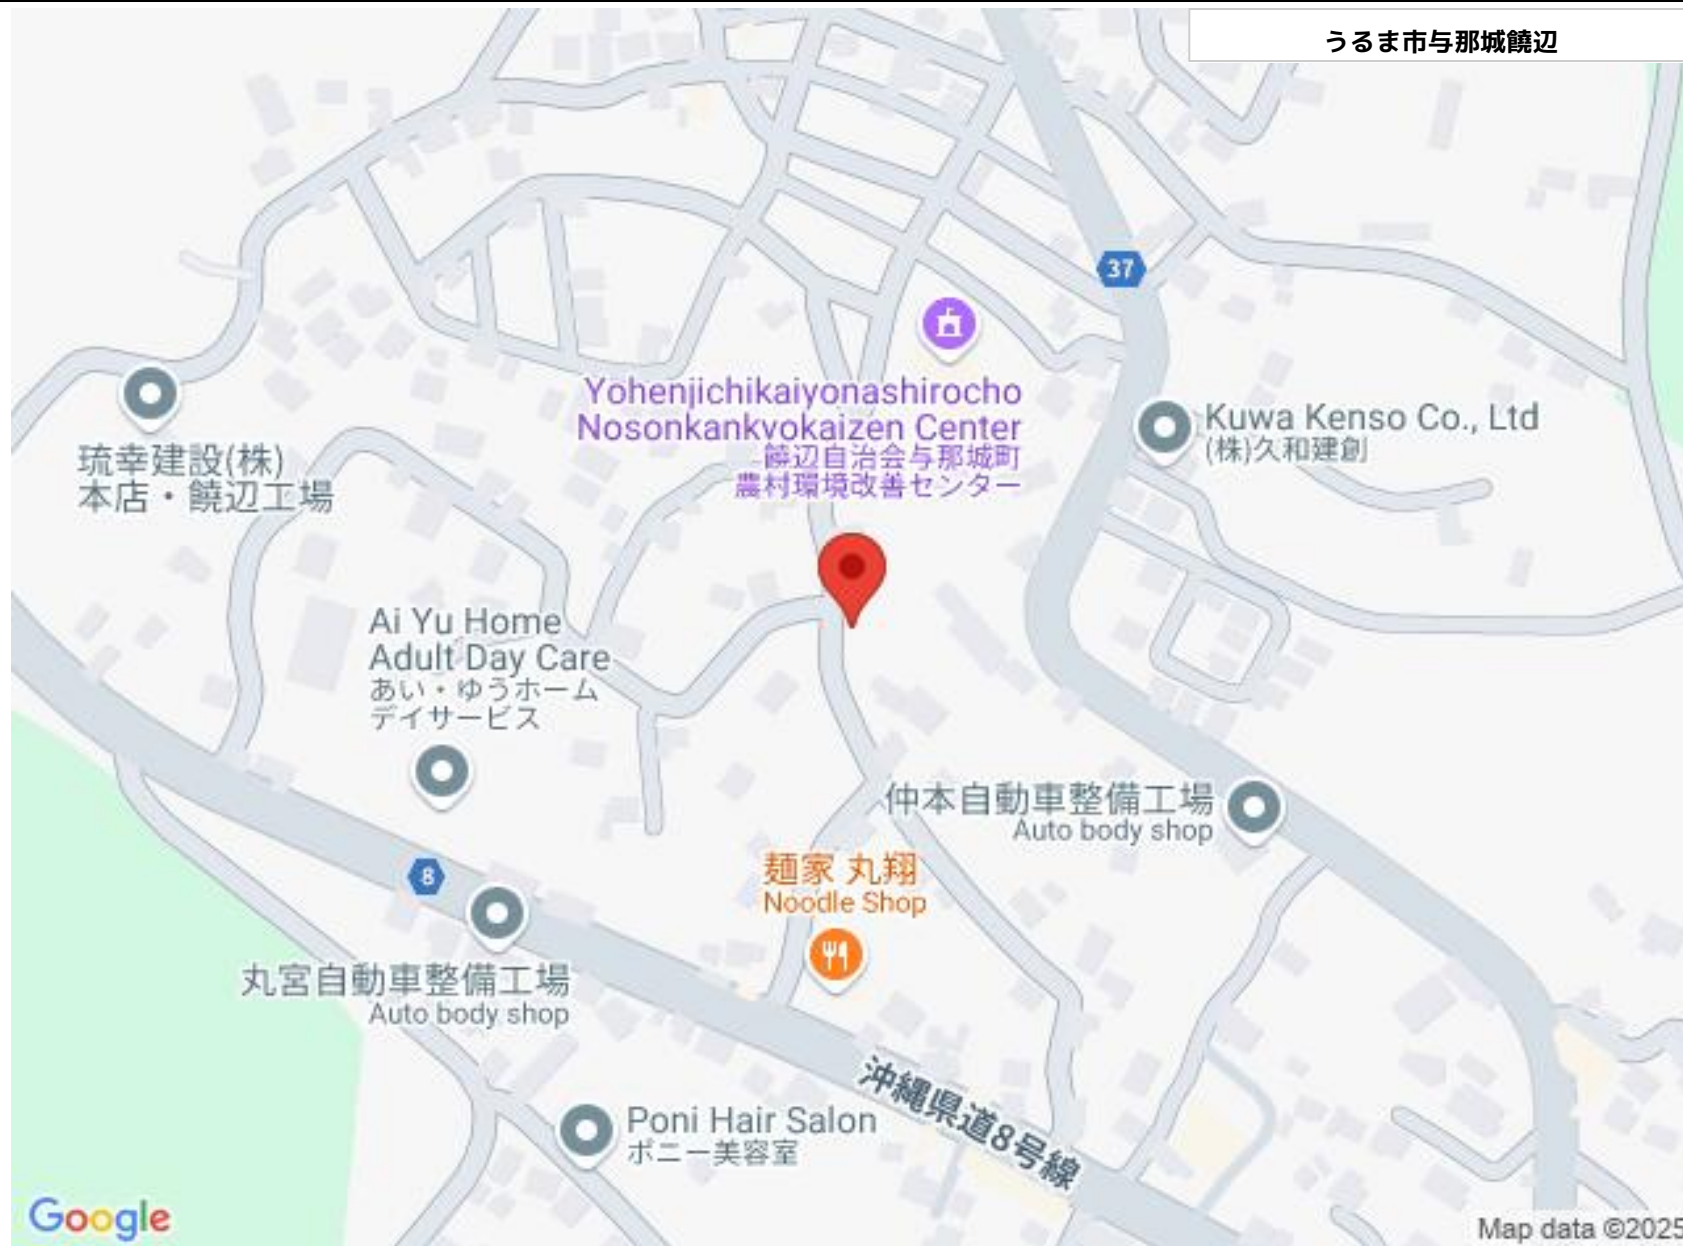 うるま市与那城饒辺
37
Yohenjichikaiyonashirocho
Nosonkankyokaizen Center
饒辺自治会与那城町
農村環境改善センター
Kuwa Kenso Co., Ltd
(株)久和建創
琉幸建設(株)
本店・饒辺工場
Ai Yu Home
Adult Day Care
あい・ゆうホーム
デイサービス
仲本自動車整備工場
Auto body shop
8
麺家 丸翔
Noodle Shop
丸宮自動車整備工場
Auto body shop
沖縄県道8号線
Poni Hair Salon
ポニー美容室
Google
Map data ©2025